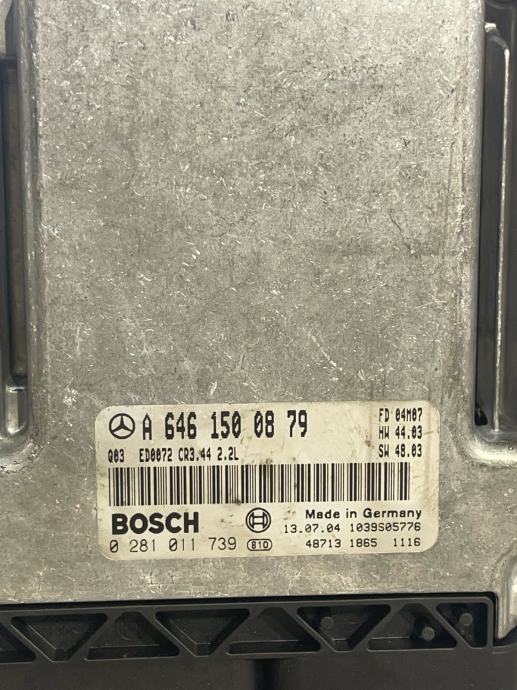 A 646 150 08 79
FD 04M07
HW 44.03
SW 48.03
Q03 ED0072 CR3.44 2.2L
BOSCH
Made in Germany
13.07.04 1039S05776
0 281 011 739 810
48713 1865 1116